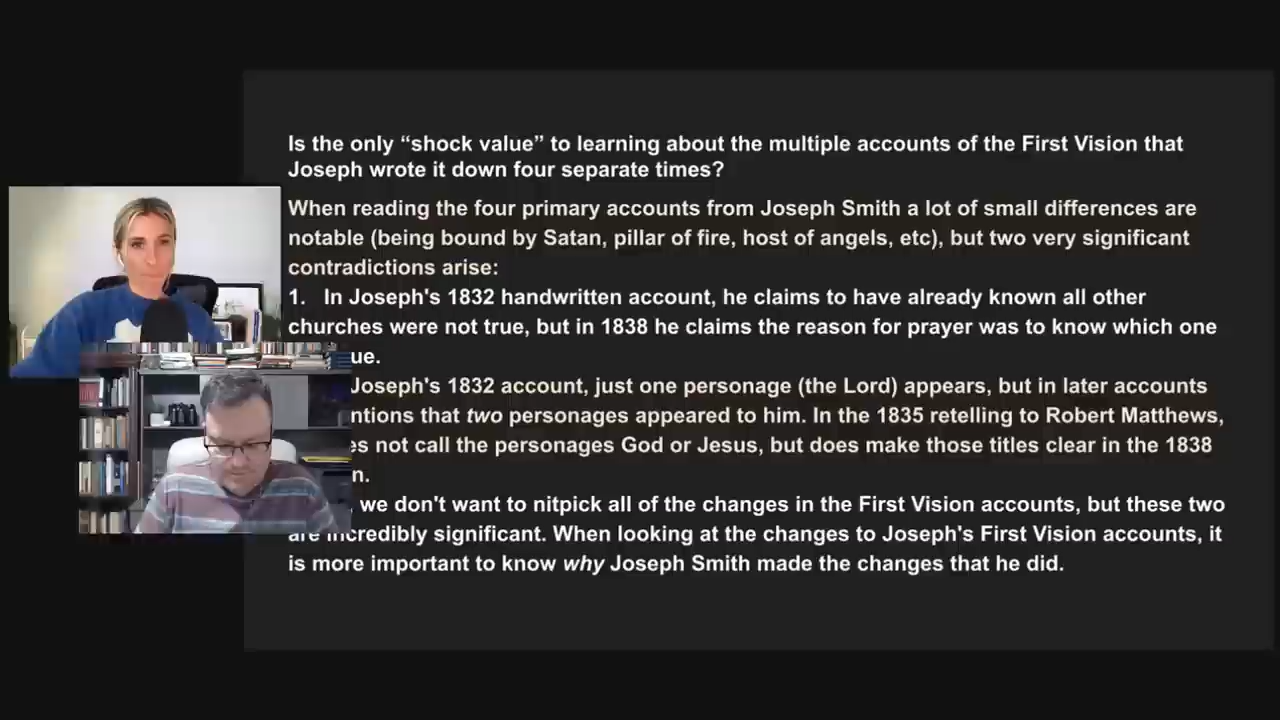 Is the only “shock value” to learning about the multiple accounts of the First Vision that
Joseph wrote it down four separate times?
When reading the four primary accounts from Joseph Smith a lot of small differences are
notable (being bound by Satan, pillar of fire, host of angels, etc), but two very significant
contradictions arise:
1. In Joseph's 1832 handwritten account, he claims to have already known all other
churches were not true, but in 1838 he claims the reason for prayer was to know which one
ue.
Joseph's 1832 account, just one personage (the Lord) appears, but in later accounts
ntions that two personages appeared to him. In the 1835 retelling to Robert Matthews,
es not call the personages God or Jesus, but does make those titles clear in the 1838
n.
we don't want to nitpick all of the changes in the First Vision accounts, but these two
are incredibly significant. When looking at the changes to Joseph's First Vision accounts, it
is more important to know why Joseph Smith made the changes that he did.